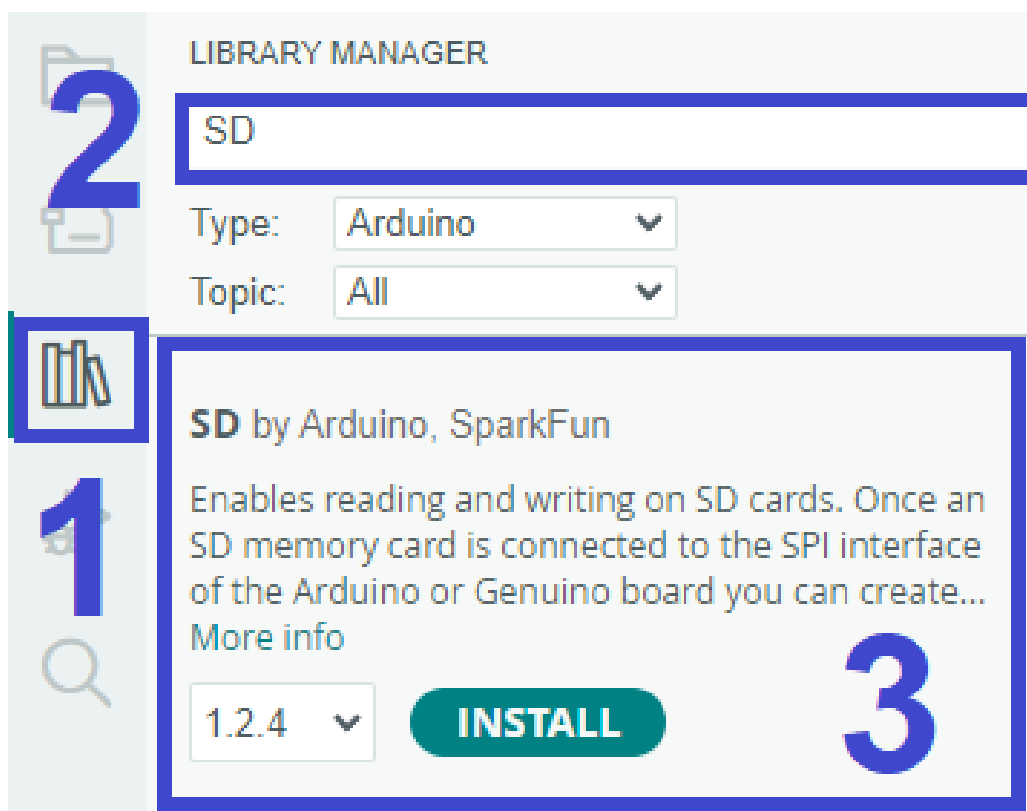 LIBRARY MANAGER
2
SD
Type: Arduino
Topic: All
SD by Arduino, SparkFun
1
Enables reading and writing on SD cards. Once an
SD memory card is connected to the SPI interface
of the Arduino or Genuino board you can create...
More info
3
1.2.4 INSTALL